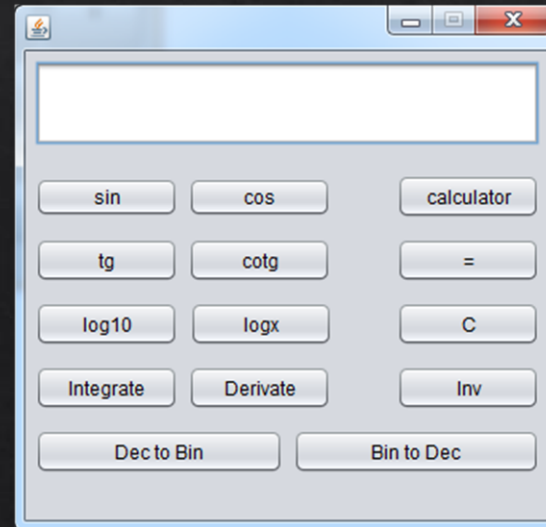 sin cos calculator
tg cotg =
log10 logx C
Integrate Derivate Inv
Dec to Bin Bin to Dec